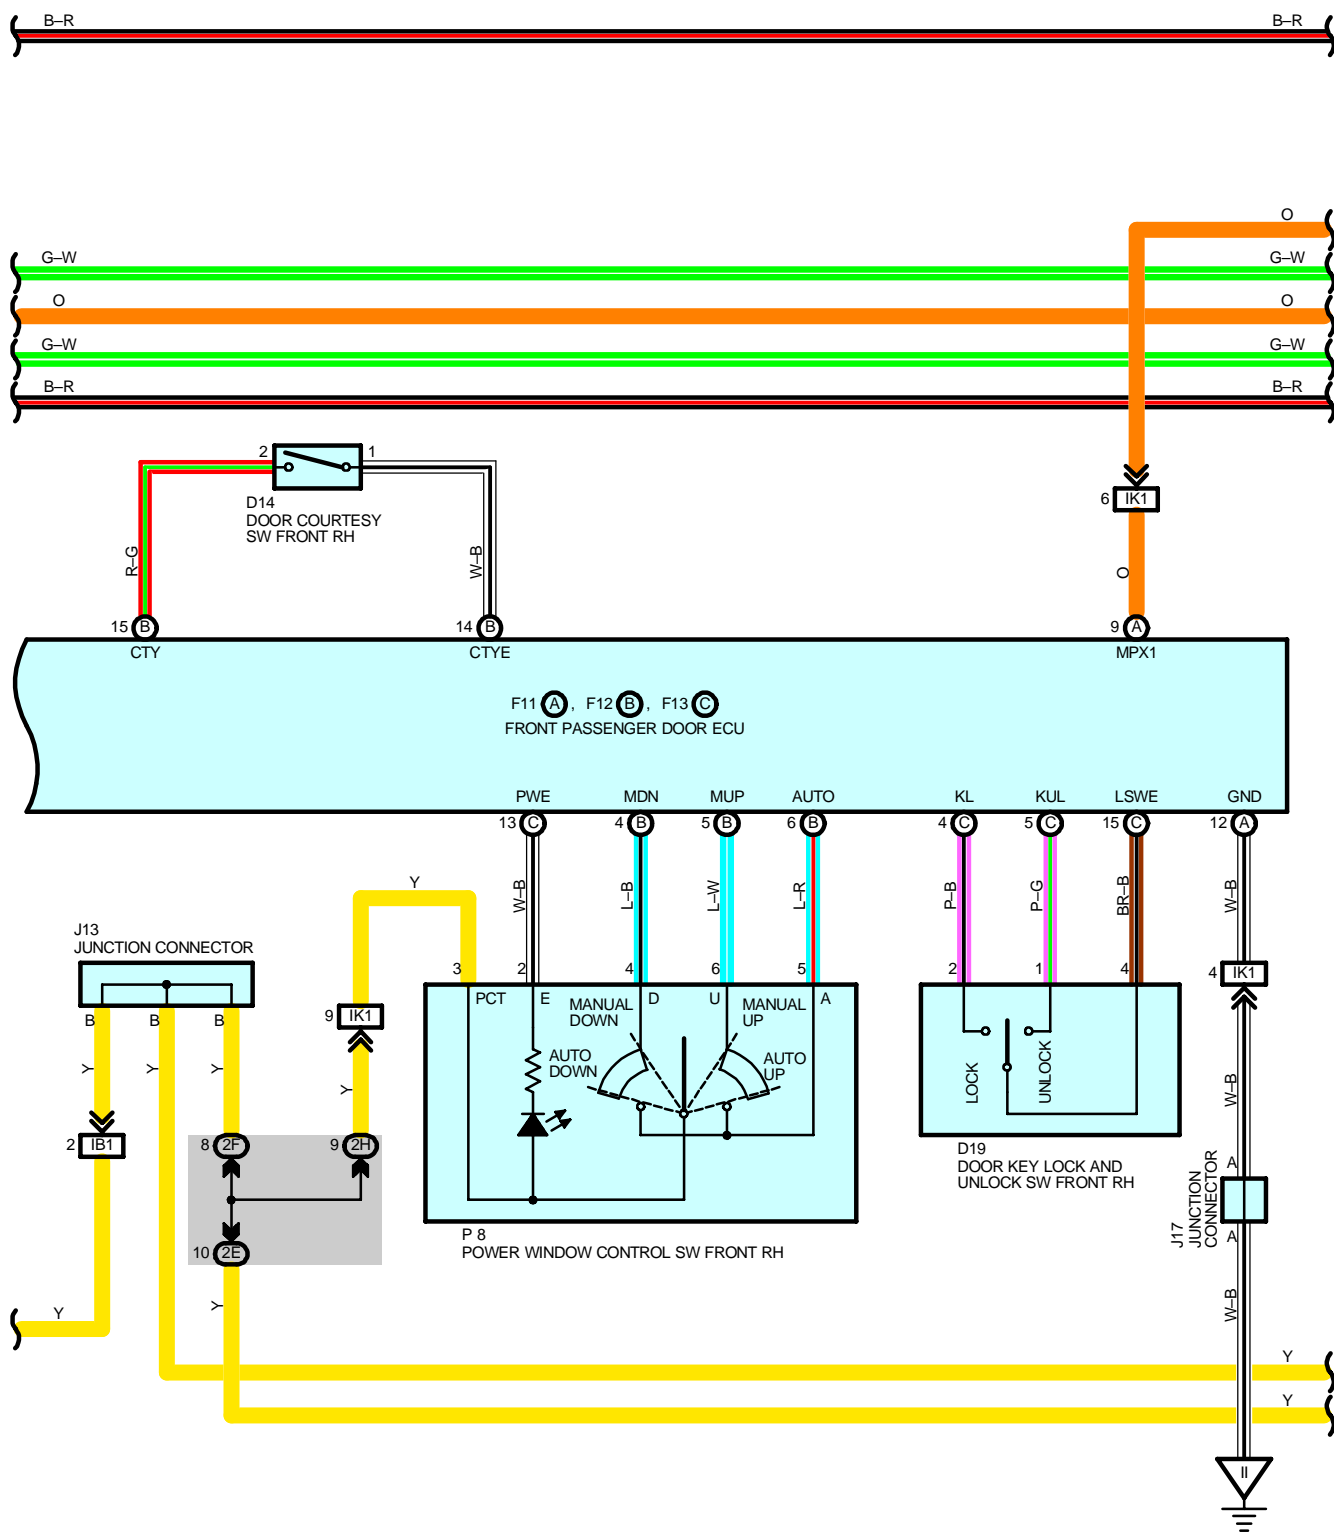 B–R B–R
O
G–W G–W
O O
G–W G–W
B–R B–R
2 1
D14
DOOR COURTESY
SW FRONT RH
6 IK1
R–G W–B O
15 B 14 B 9 A
CTY CTYE MPX1
F11 A , F12 B , F13 C
FRONT PASSENGER DOOR ECU
PWE MDN MUP AUTO KL KUL LSWE GND
13 C 4 B 5 B 6 B 4 C 5 C 15 C 12 A
Y W–B L–B L–W L–R P–B P–G BR–B W–B
J13
JUNCTION CONNECTOR
3 2 4 6 5 2 1 4 4 IK1
PCT E D U A
MANUAL
DOWN
MANUAL
UP
B B B 9 IK1
AUTO
DOWN
AUTO
UP
LOCK UNLOCK
Y Y Y Y W–B
2 IB1 8 2F 9 2H
D19
DOOR KEY LOCK AND
UNLOCK SW FRONT RH
A
J17
JUNCTION
CONNECTOR
A
P 8
POWER WINDOW CONTROL SW FRONT RH
10 2E
Y Y W–B
Y
Y
II